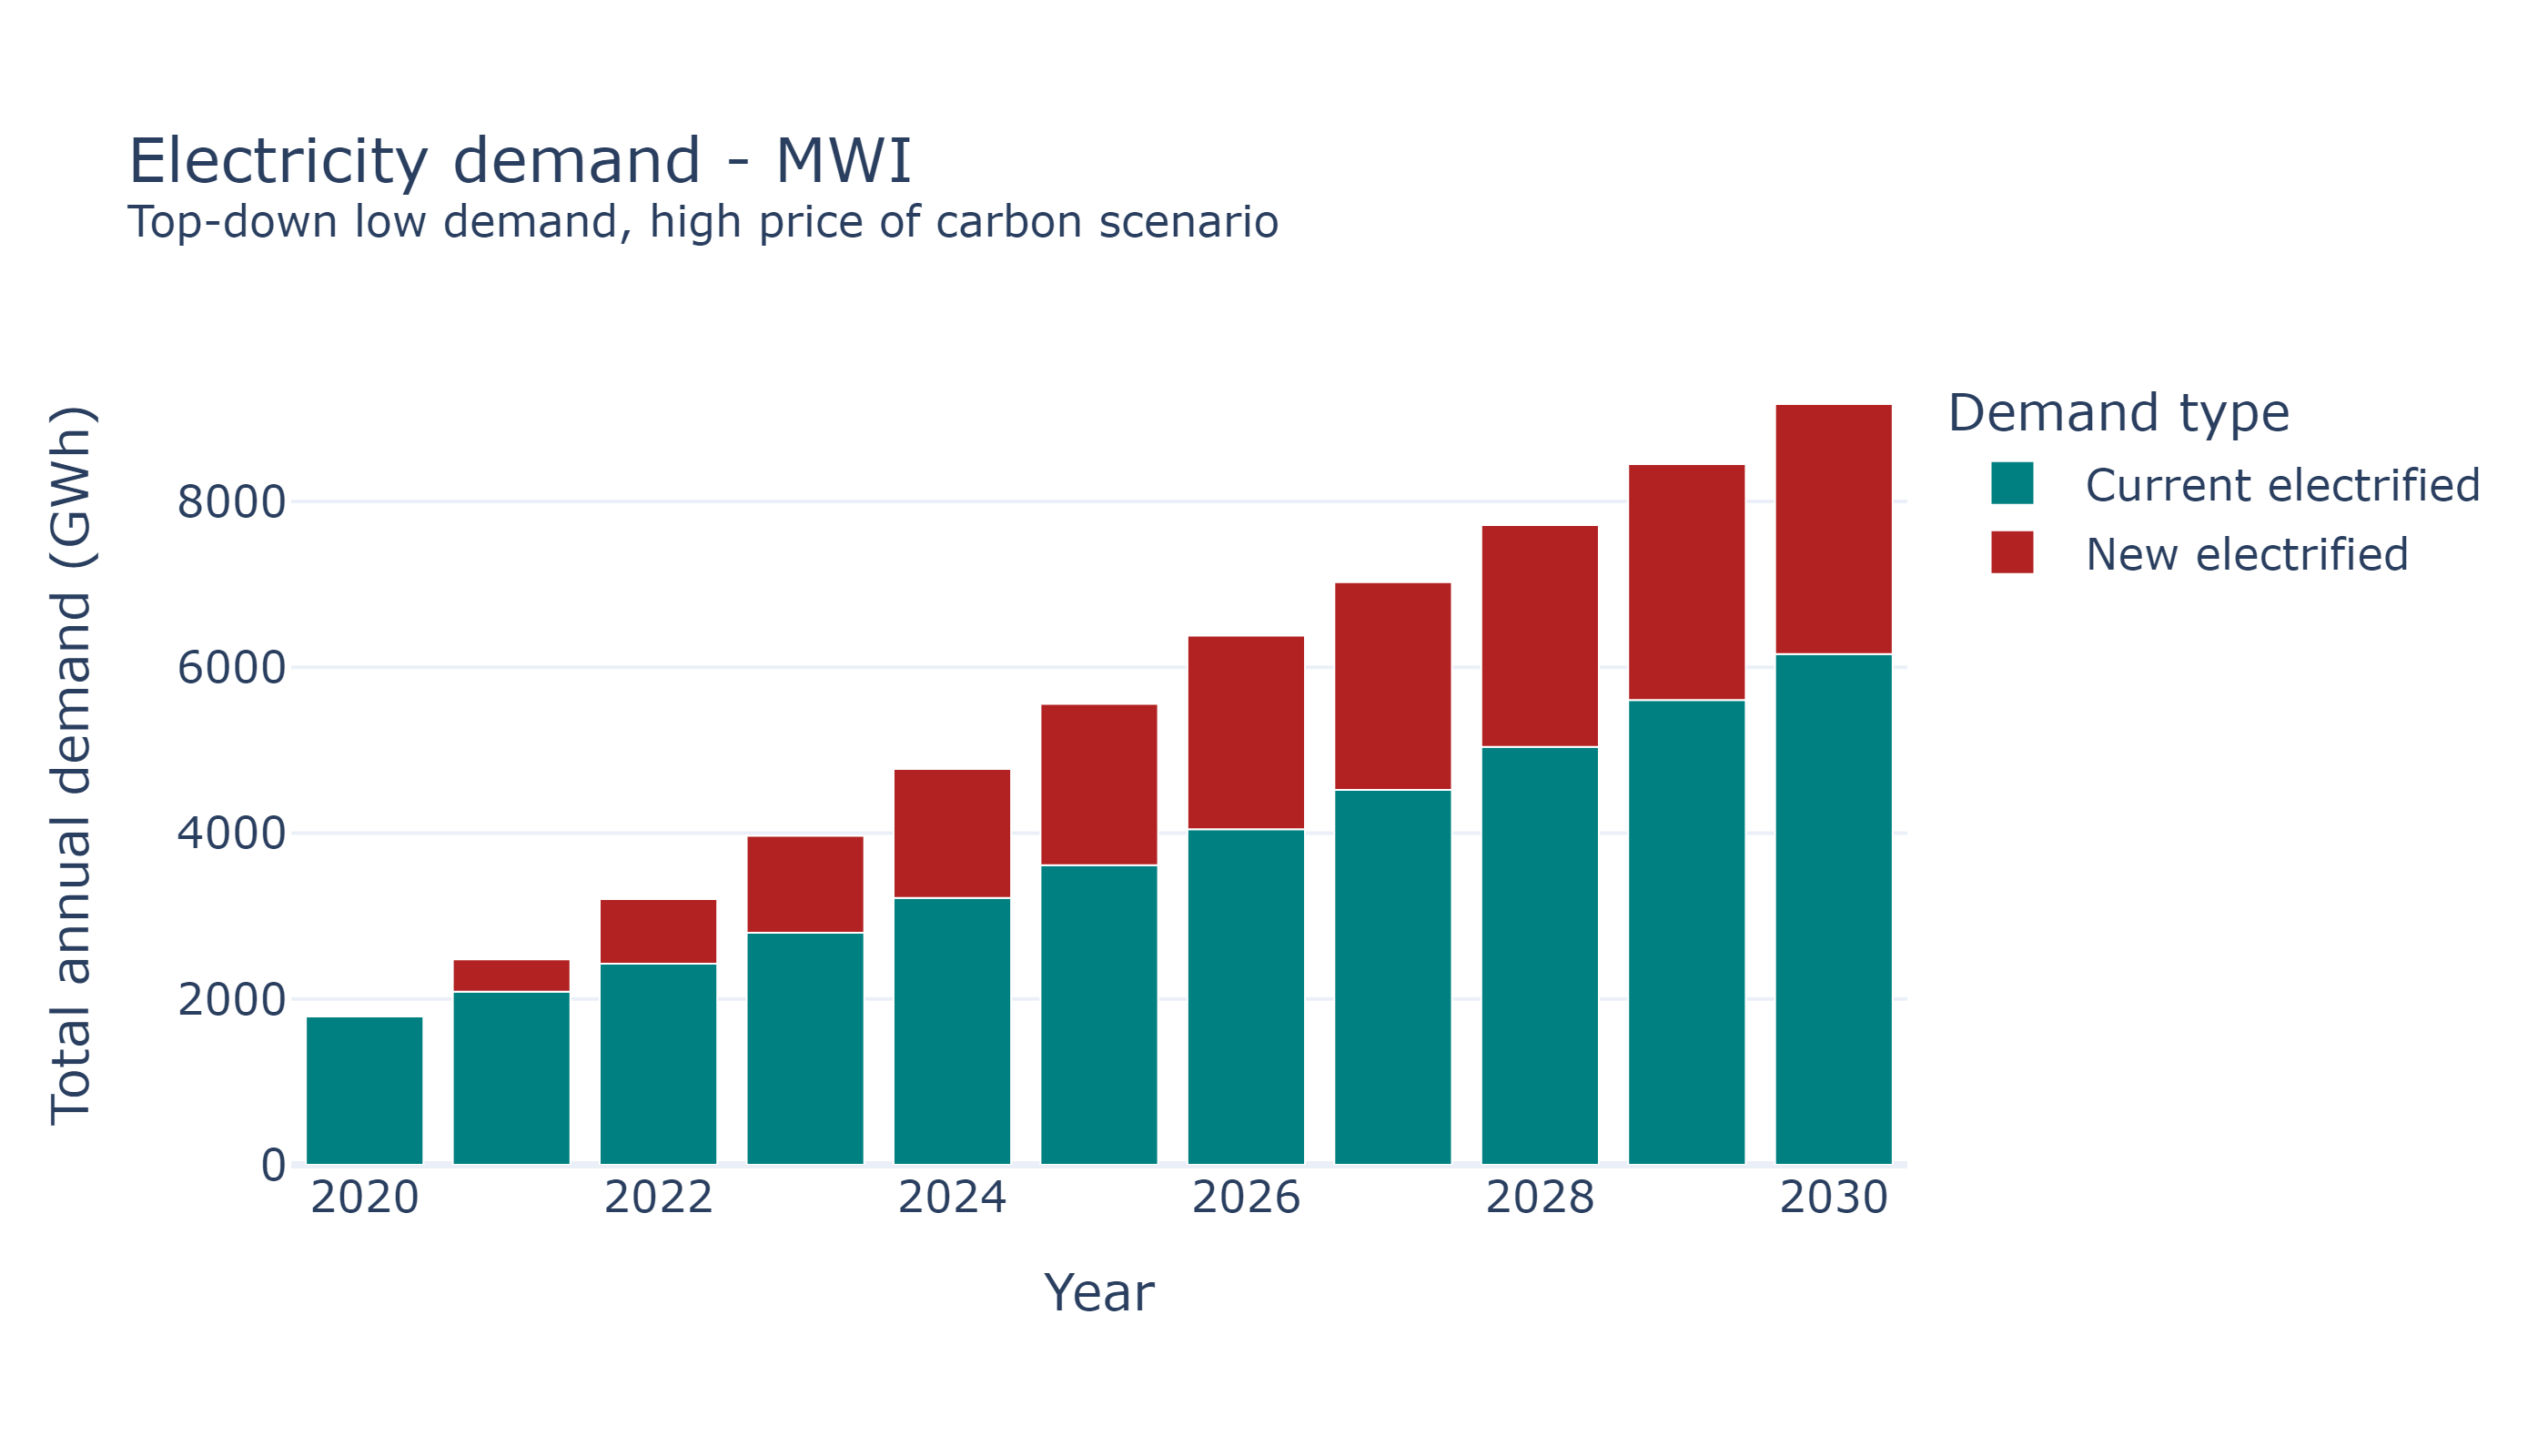 Electricity demand - MWI
Top-down low demand, high price of carbon scenario
Total annual demand (GWh)
8000
6000
4000
2000
0
2020 2022 2024 2026 2028 2030
Year
Demand type
Current electrified
New electrified